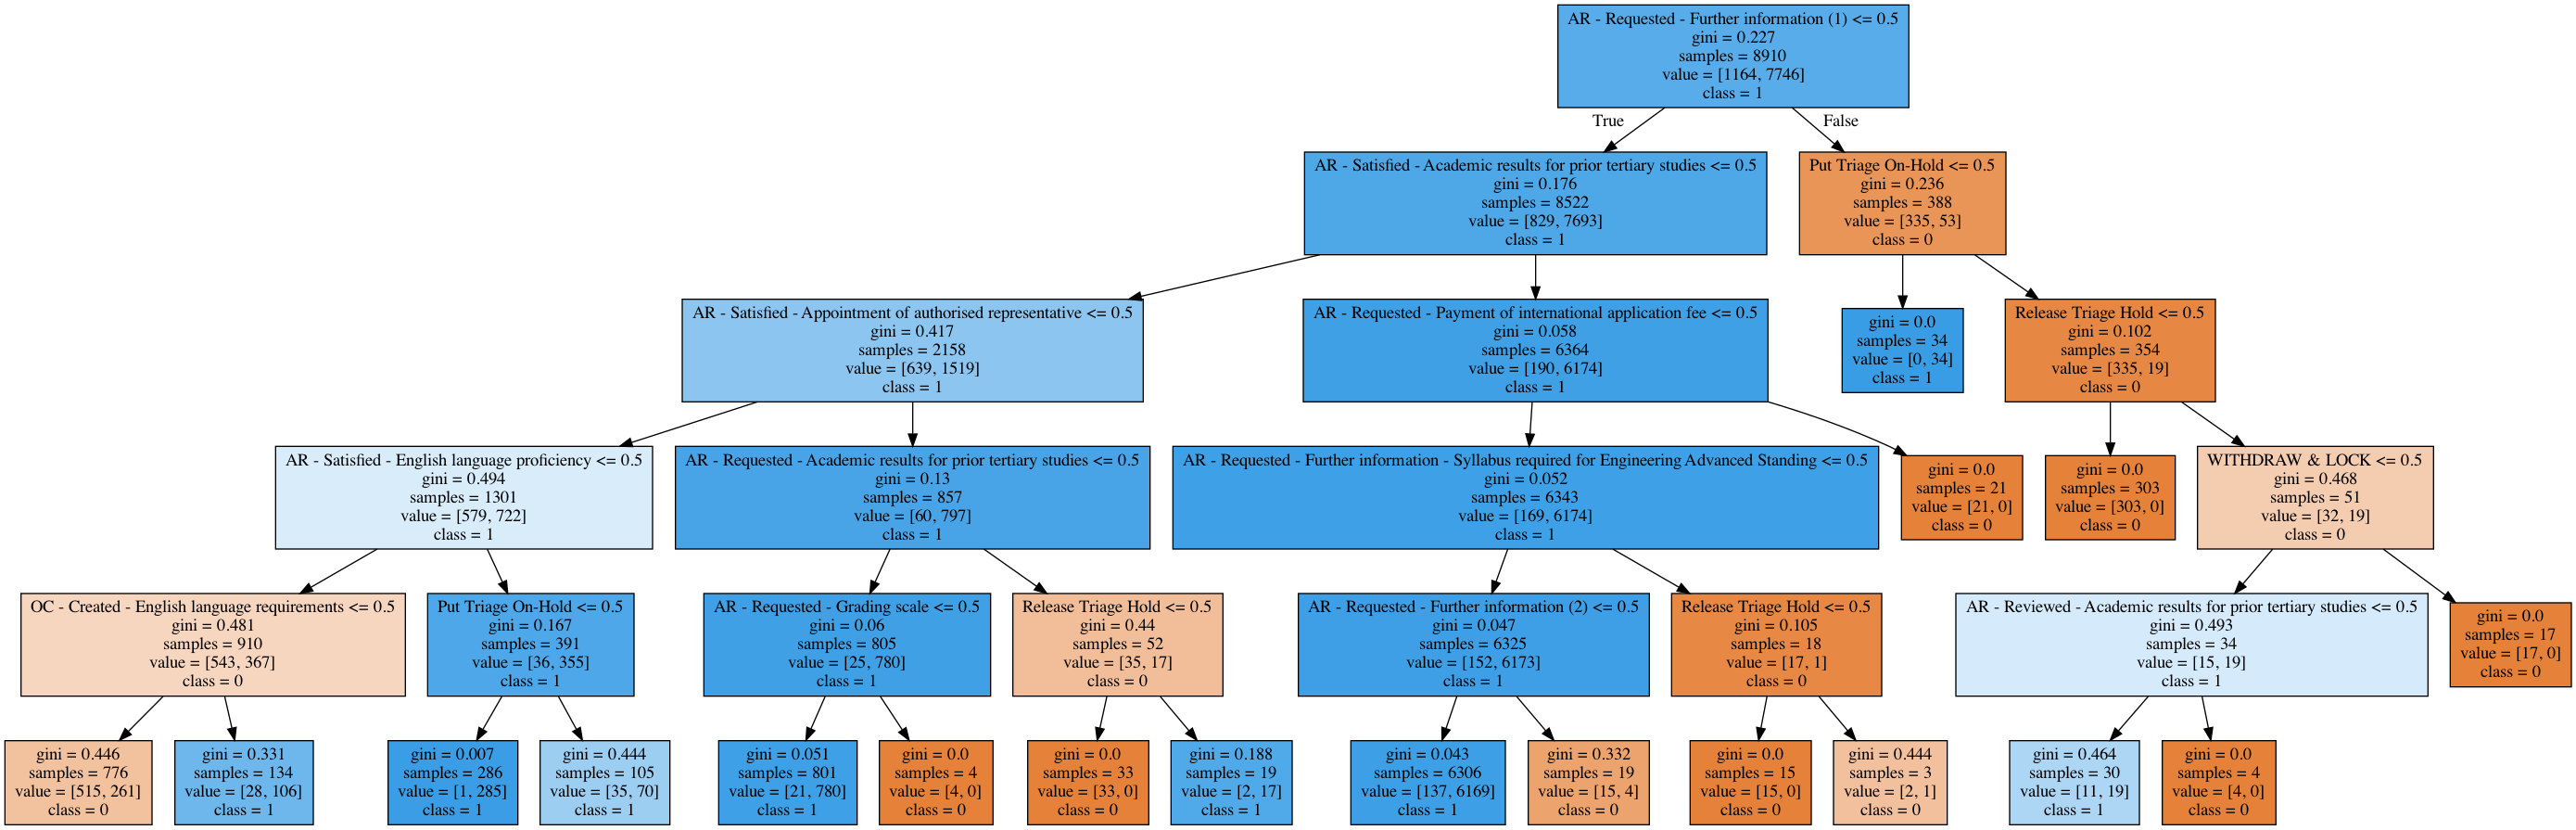 AR - Requested - Further information (1) <= 0.5
gini = 0.227
samples = 8910
value = [1164, 7746]
class = 1
True
False
AR - Satisfied - Academic results for prior tertiary studies <= 0.5
gini = 0.176
samples = 8522
value = [829, 7693]
class = 1
Put Triage On-Hold <= 0.5
gini = 0.236
samples = 388
value = [335, 53]
class = 0
AR - Satisfied - Appointment of authorised representative <= 0.5
gini = 0.417
samples = 2158
value = [639, 1519]
class = 1
AR - Requested - Payment of international application fee <= 0.5
gini = 0.058
samples = 6364
value = [190, 6174]
class = 1
gini = 0.0
samples = 34
value = [0, 34]
class = 1
Release Triage Hold <= 0.5
gini = 0.102
samples = 354
value = [335, 19]
class = 0
AR - Satisfied - English language proficiency <= 0.5
gini = 0.494
samples = 1301
value = [579, 722]
class = 1
AR - Requested - Academic results for prior tertiary studies <= 0.5
gini = 0.13
samples = 857
value = [60, 797]
class = 1
AR - Requested - Further information - Syllabus required for Engineering Advanced Standing <= 0.5
gini = 0.052
samples = 6343
value = [169, 6174]
class = 1
gini = 0.0
samples = 21
value = [21, 0]
class = 0
gini = 0.0
samples = 303
value = [303, 0]
class = 0
WITHDRAW & LOCK <= 0.5
gini = 0.468
samples = 51
value = [32, 19]
class = 0
OC - Created - English language requirements <= 0.5
gini = 0.481
samples = 910
value = [543, 367]
class = 0
Put Triage On-Hold <= 0.5
gini = 0.167
samples = 391
value = [36, 355]
class = 1
AR - Requested - Grading scale <= 0.5
gini = 0.06
samples = 805
value = [25, 780]
class = 1
Release Triage Hold <= 0.5
gini = 0.44
samples = 52
value = [35, 17]
class = 0
AR - Requested - Further information (2) <= 0.5
gini = 0.047
samples = 6325
value = [152, 6173]
class = 1
Release Triage Hold <= 0.5
gini = 0.105
samples = 18
value = [17, 1]
class = 0
AR - Reviewed - Academic results for prior tertiary studies <= 0.5
gini = 0.493
samples = 34
value = [15, 19]
class = 1
gini = 0.0
samples = 17
value = [17, 0]
class = 0
gini = 0.446
samples = 776
value = [515, 261]
class = 0
gini = 0.331
samples = 134
value = [28, 106]
class = 1
gini = 0.007
samples = 286
value = [1, 285]
class = 1
gini = 0.444
samples = 105
value = [35, 70]
class = 1
gini = 0.051
samples = 801
value = [21, 780]
class = 1
gini = 0.0
samples = 4
value = [4, 0]
class = 0
gini = 0.0
samples = 33
value = [33, 0]
class = 0
gini = 0.188
samples = 19
value = [2, 17]
class = 1
gini = 0.043
samples = 6306
value = [137, 6169]
class = 1
gini = 0.332
samples = 19
value = [15, 4]
class = 0
gini = 0.0
samples = 15
value = [15, 0]
class = 0
gini = 0.444
samples = 3
value = [2, 1]
class = 0
gini = 0.464
samples = 30
value = [11, 19]
class = 1
gini = 0.0
samples = 4
value = [4, 0]
class = 0